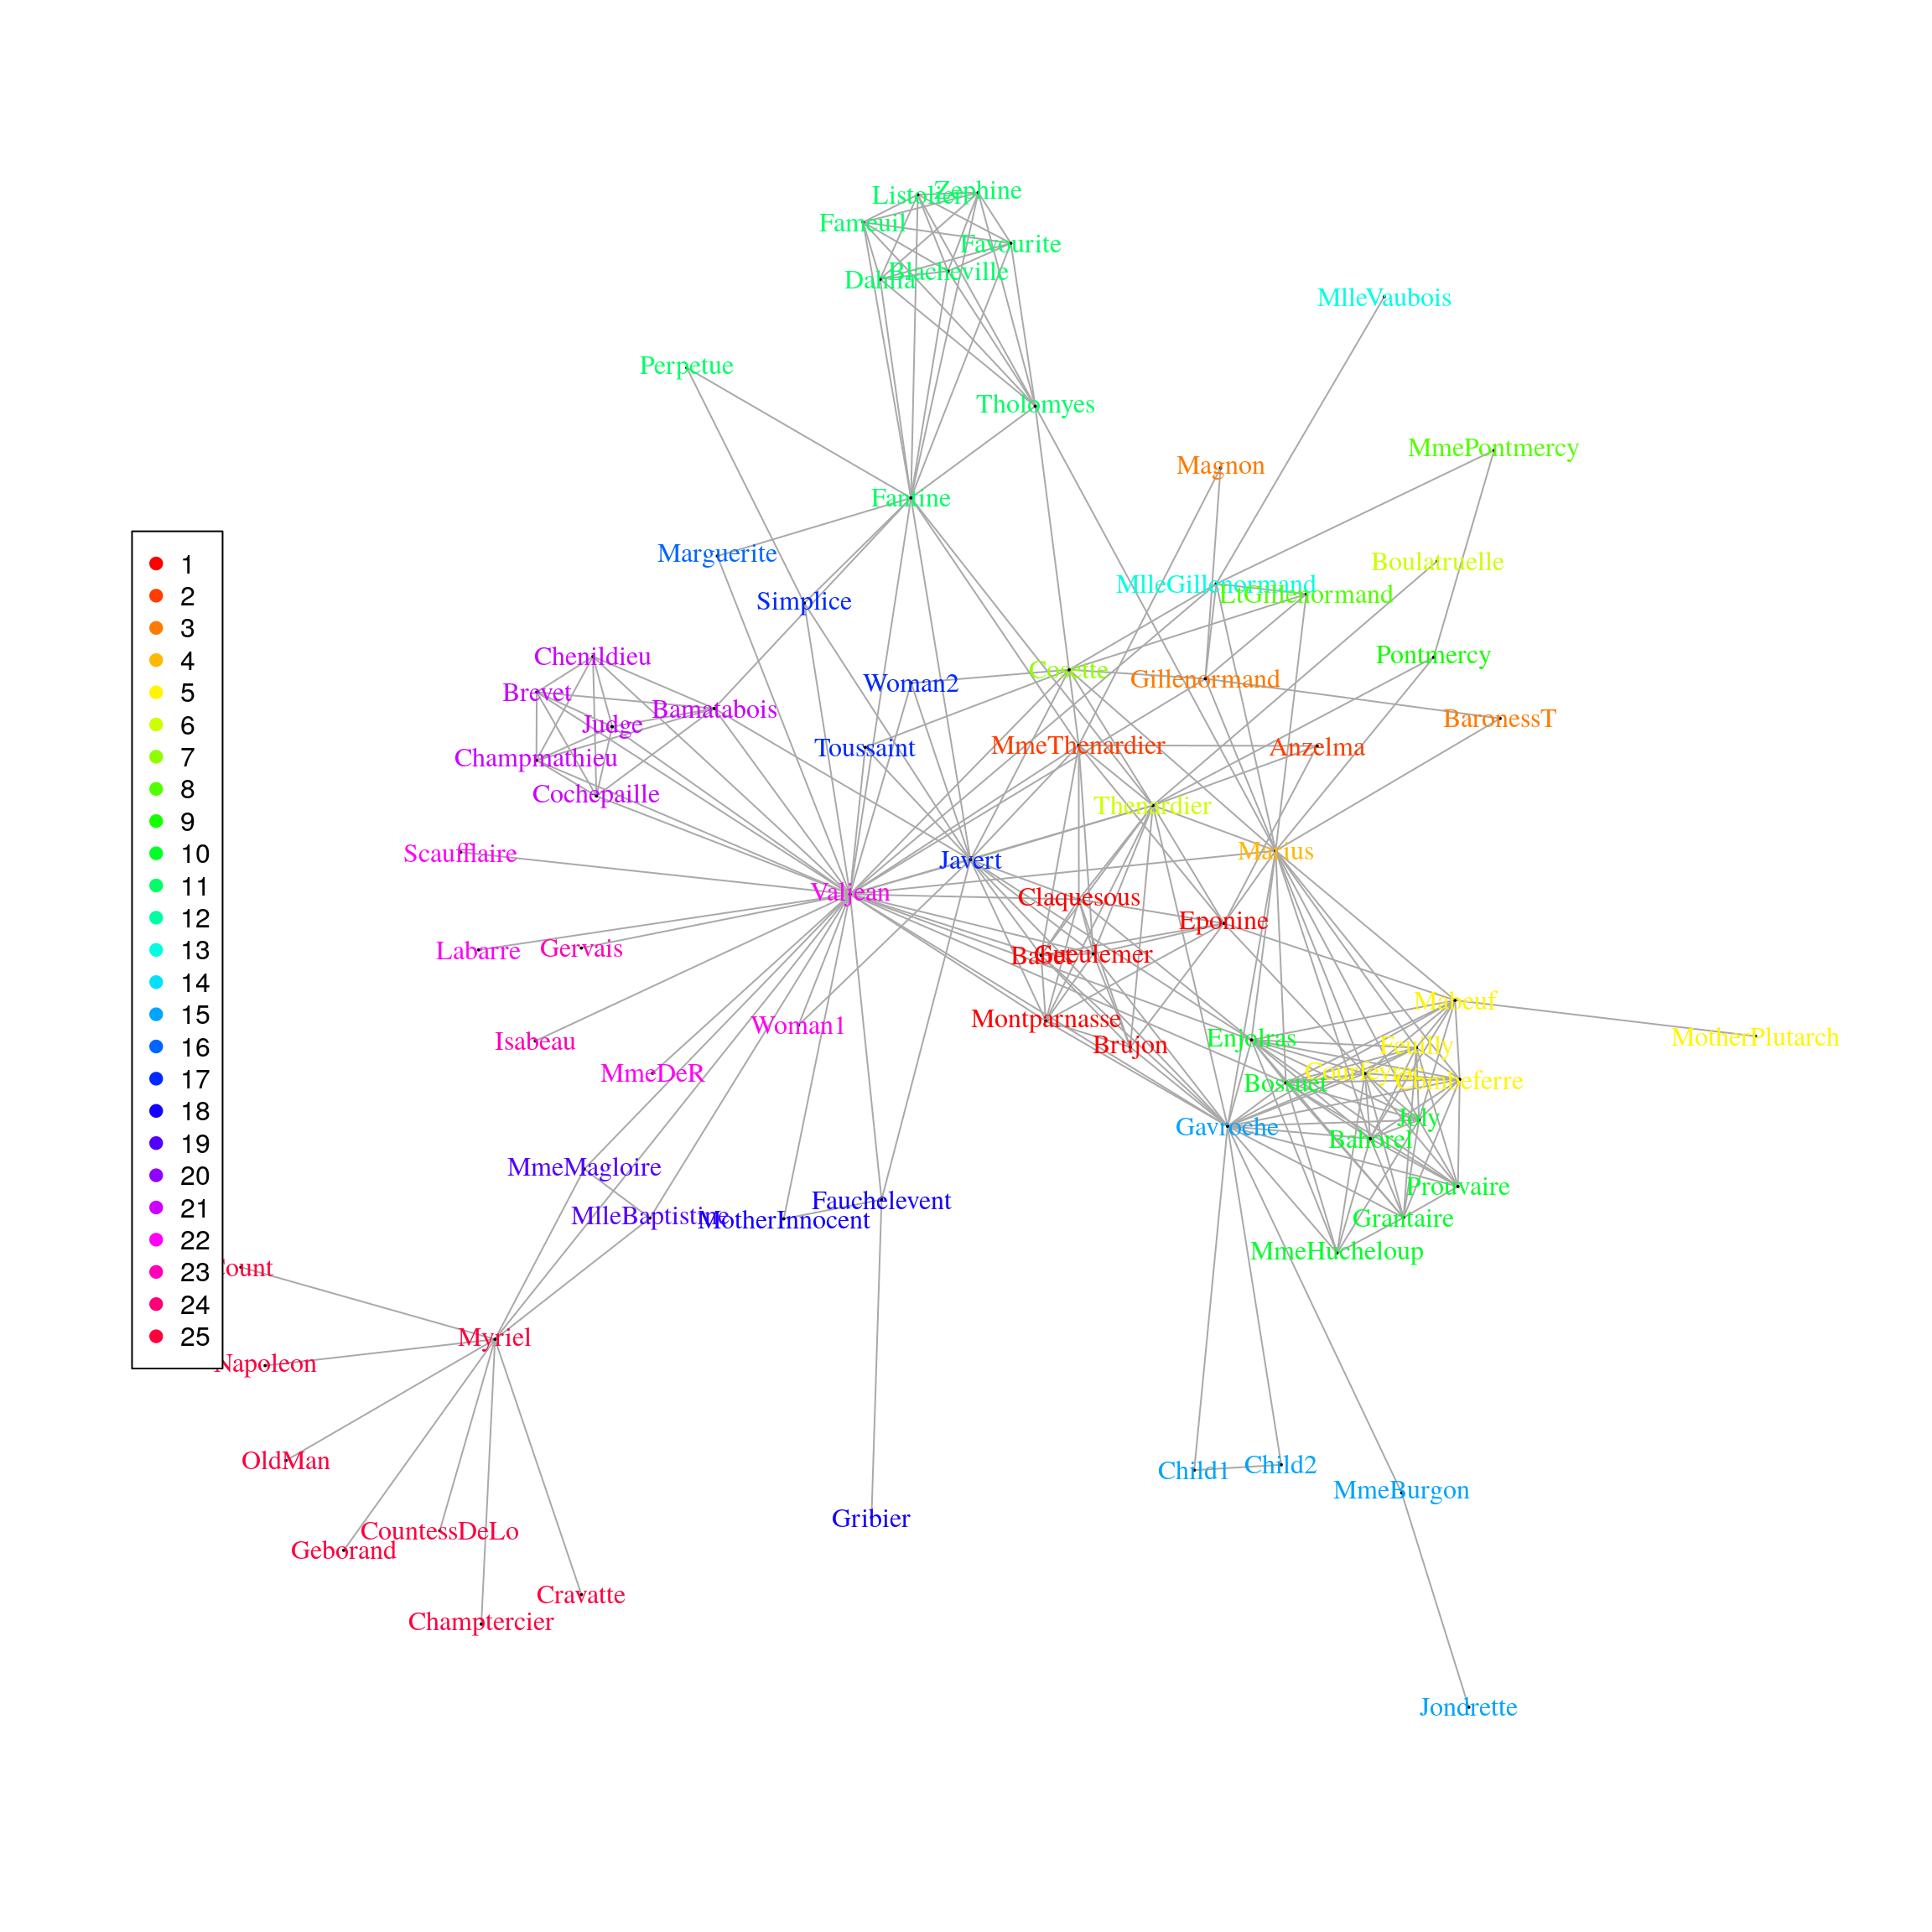 Zephine
Listolier
Fameuil
Favourite
Blacheville
Dahlia
MlleVaubois
Perpetue
Tholomyes
MmePontmercy
Magnon
Fantine
Marguerite
Boulatruelle
MlleGillenormand
LtGillenormand
Simplice
Chenildieu
Pontmercy
Cosette
Gillenormand
Woman2
Brevet
Bamatabois
BaronessT
Judge
Toussaint
MmeThenardier
Anzelma
Champmathieu
Cochepaille
Thenardier
Scaufflaire
Marius
Javert
Valjean
Claquesous
Eponine
Labarre
Gervais
Babet
Gueulemer
Mabeuf
Montparnasse
Woman1
MotherPlutarch
Isabeau
Enjolras
Brujon
Feuilly
MmeDeR
Courfeyrac
Combeferre
Bossuet
Joly
Gavroche
Bahorel
MmeMagloire
Prouvaire
Fauchelevent
MlleBaptistine
MotherInnocent
Grantaire
MmeHucheloup
Count
Myriel
Napoleon
OldMan
Child1
Child2
MmeBurgon
Gribier
CountessDeLo
Geborand
Cravatte
Champtercier
Jondrette
1
2
3
4
5
6
7
8
9
10
11
12
13
14
15
16
17
18
19
20
21
22
23
24
25